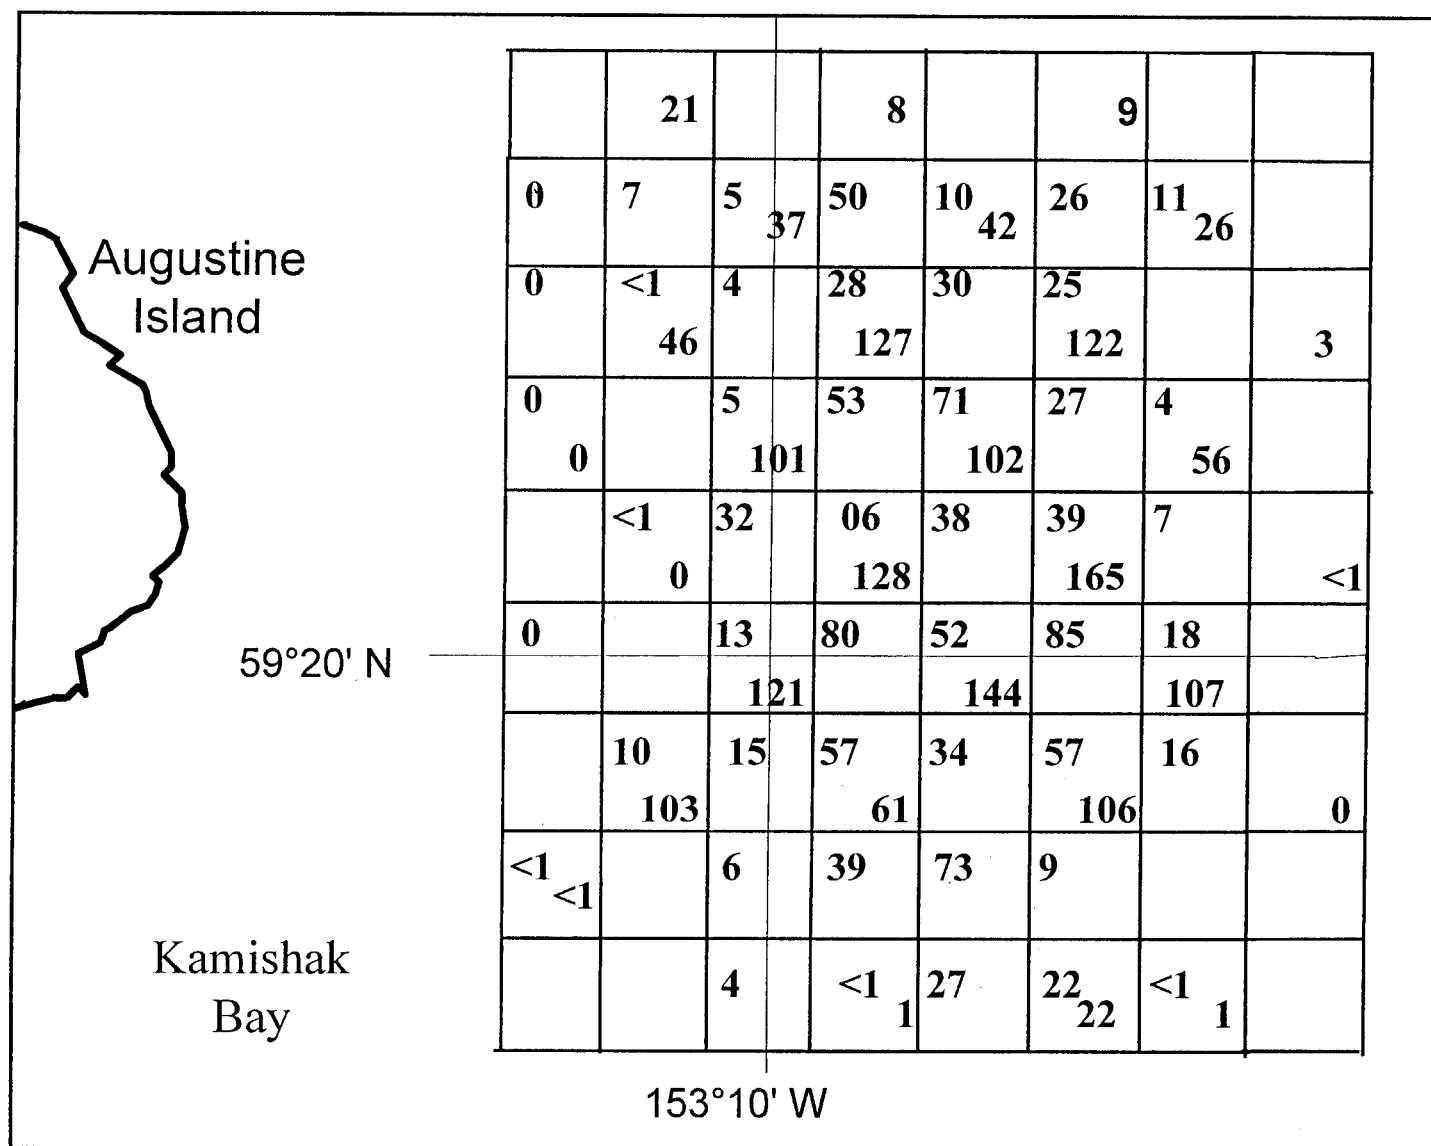 21 8 9
0 7 5 50 10 26 11
37 42 26
Augustine
Island
0 <1 4 28 30 25
46 127 122 3
0 5 53 71 27 4
0 101 102 56
<1 32 06 38 39 7
0 128 165 <1
0 13 80 52 85 18
59°20' N
121 144 107
10 15 57 34 57 16
103 61 106 0
<1 6 39 73 9
<1
Kamishak
Bay
4 <1 27 22 <1
1 22 1
153°10' W